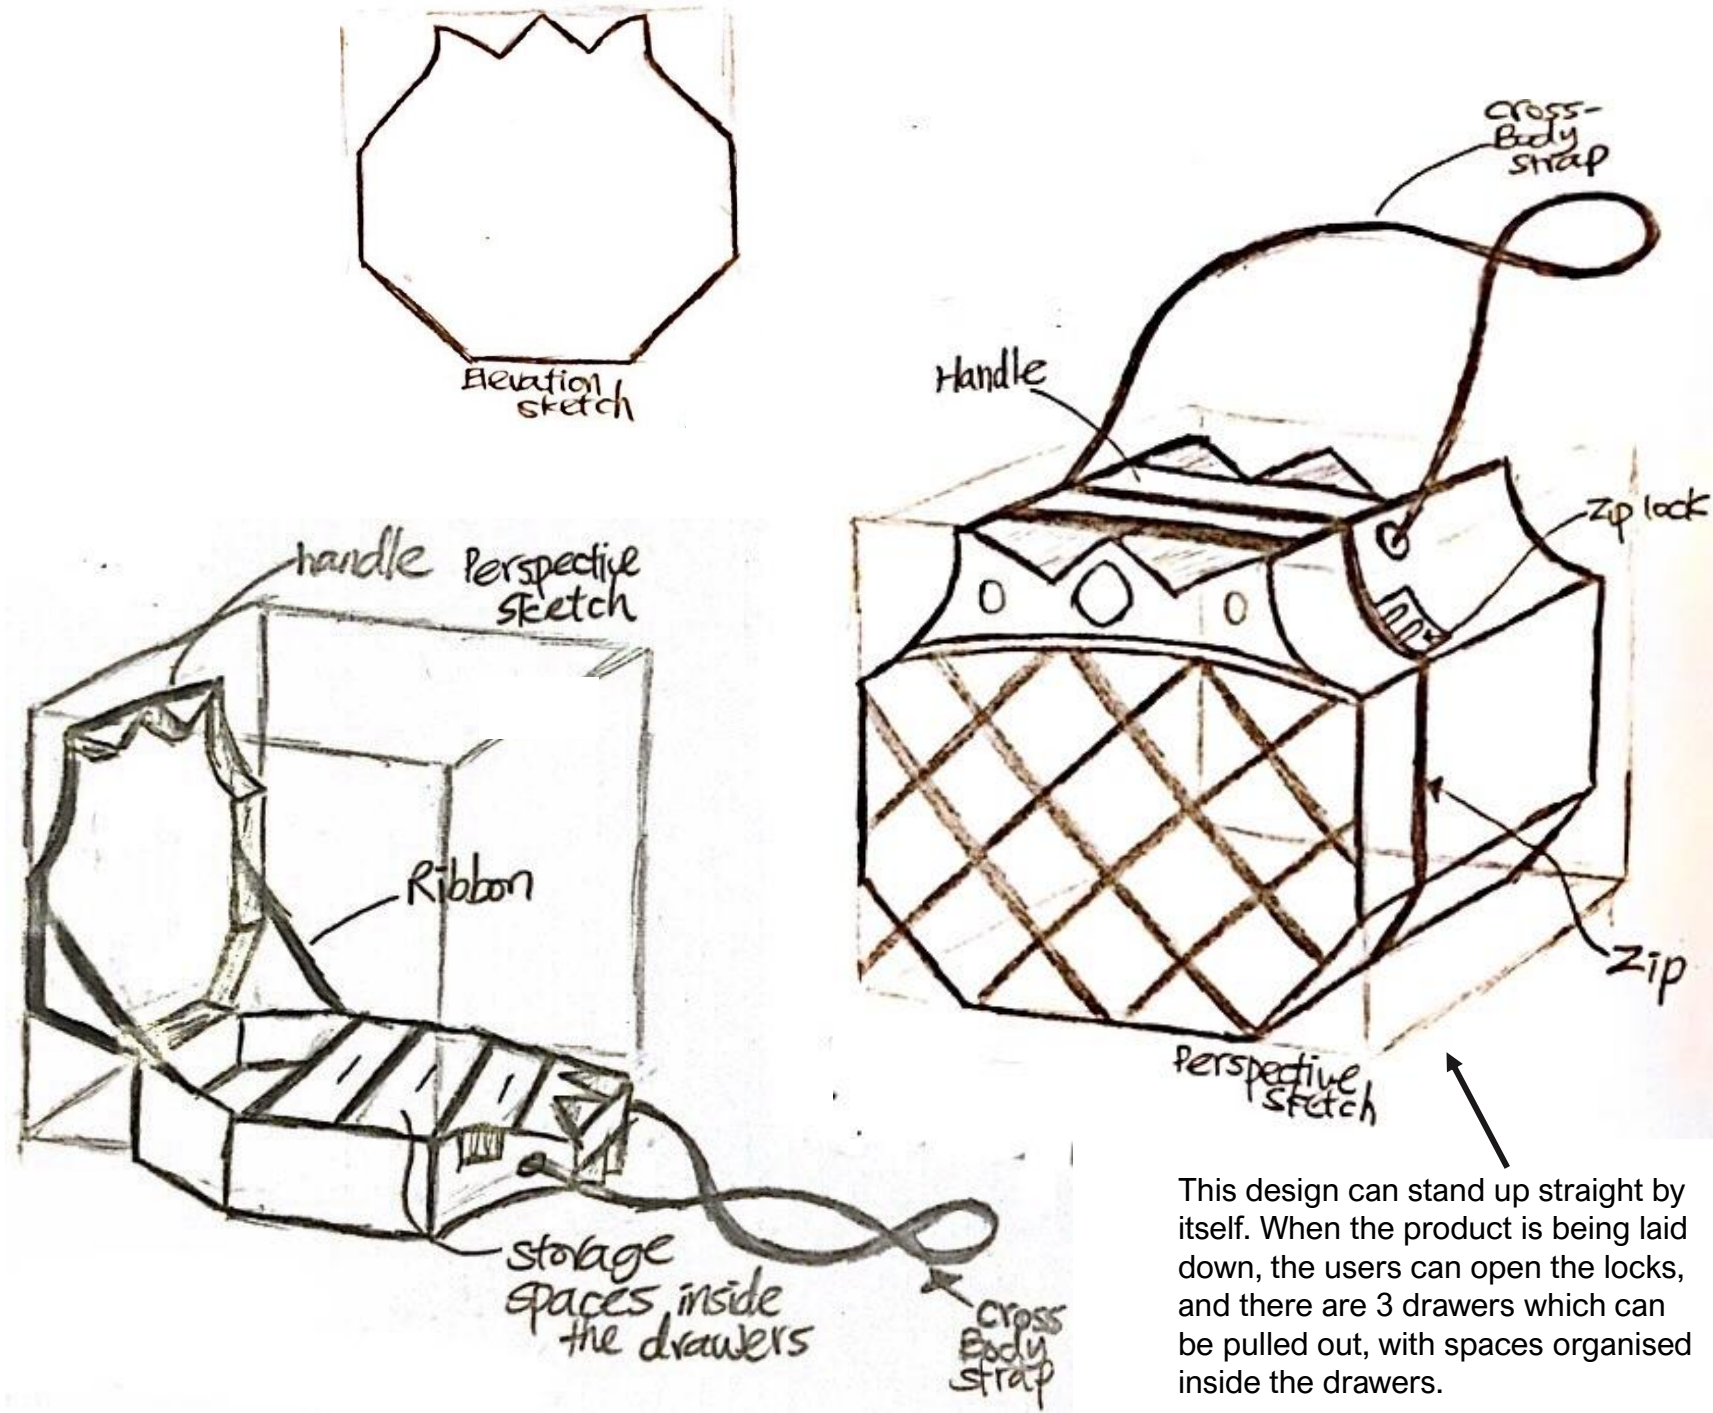 Elevation
sketch
Cross-
Body
strap
Handle
Zip lock
Zip
Perspective
sketch
handle
Perspective
sketch
Ribbon
storage
spaces inside
the drawers
Cross
Body
strap
This design can stand up straight by
itself. When the product is being laid
down, the users can open the locks,
and there are 3 drawers which can
be pulled out, with spaces organised
inside the drawers.